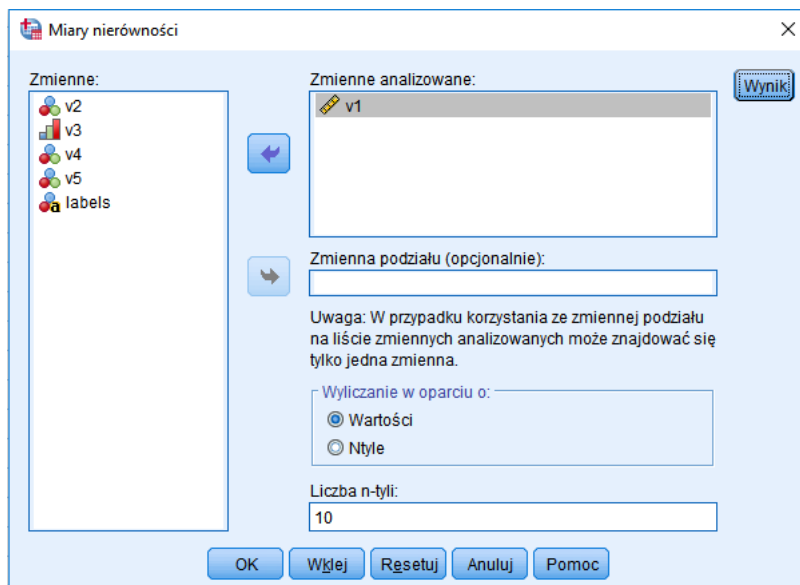 Miary nierówności
Zmienne:
v2
v3
v4
v5
a labels
Zmienne analizowane:
v1
Wynik
Zmienna podziału (opcjonalnie):
Uwaga: W przypadku korzystania ze zmiennej podziału
na liście zmiennych analizowanych może znajdować się
tylko jedna zmienna.
Wyliczanie w oparciu o:
Wartości
Ntyle
Liczba n-tyli:
10
OK
Wklej
Resetuj
Anuluj
Pomoc